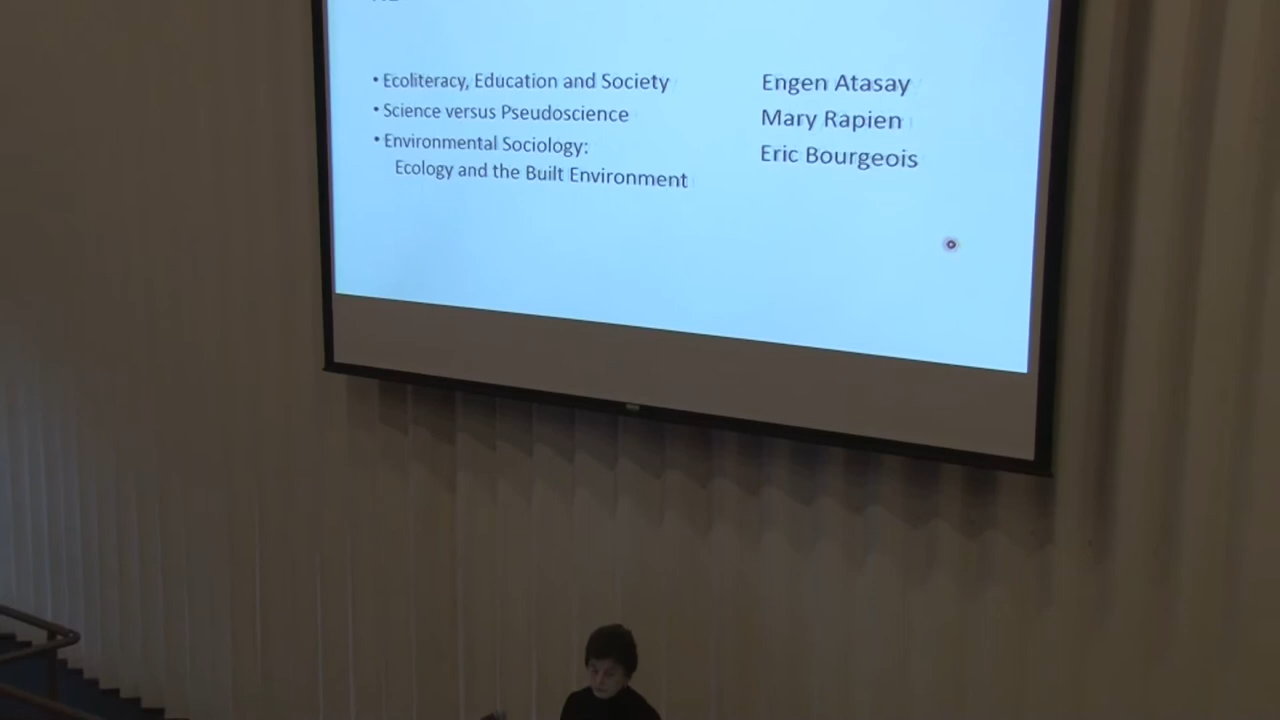 • Ecoliteracy, Education and Society
Engen Atasay
• Science versus Pseudoscience
Mary Rapien
• Environmental Sociology:
Eric Bourgeois
Ecology and the Built Environment